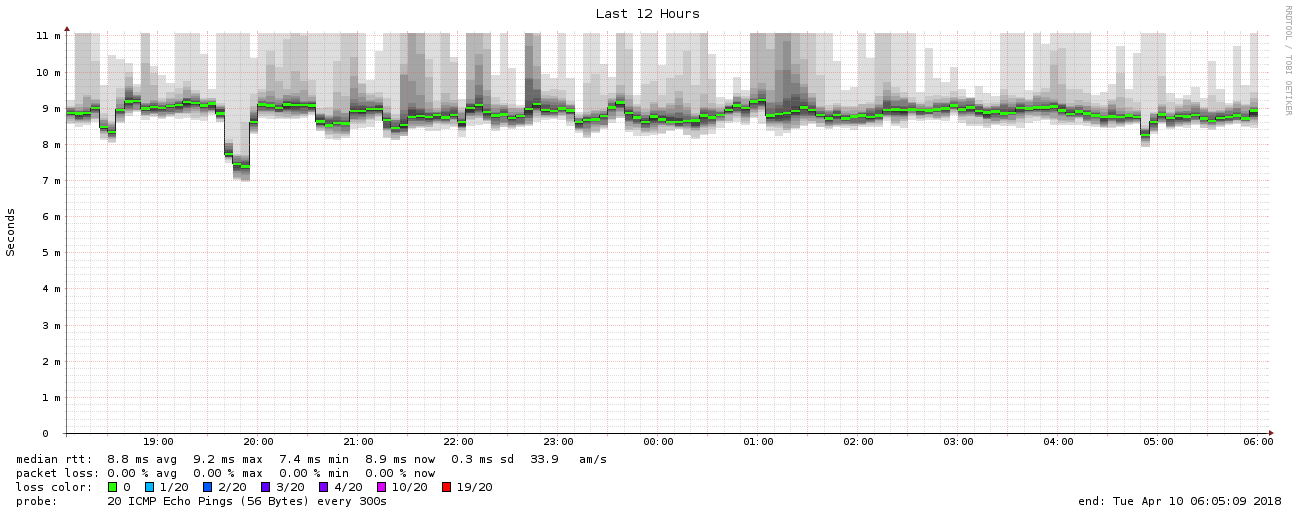 Last 12 Hours
RRDTOOL / TOBI OETIKER
Seconds
11 m
10 m
9 m
8 m
7 m
6 m
5 m
4 m
3 m
2 m
1 m
0
19:00 20:00 21:00 22:00 23:00 00:00 01:00 02:00 03:00 04:00 05:00 06:00
median rtt: 8.8 ms avg 9.2 ms max 7.4 ms min 8.9 ms now 0.3 ms sd 33.9 am/s
packet loss: 0.00 % avg 0.00 % max 0.00 % min 0.00 % now
loss color: 0 1/20 2/20 3/20 4/20 10/20 19/20
probe: 20 ICMP Echo Pings (56 Bytes) every 300s end: Tue Apr 10 06:05:09 2018